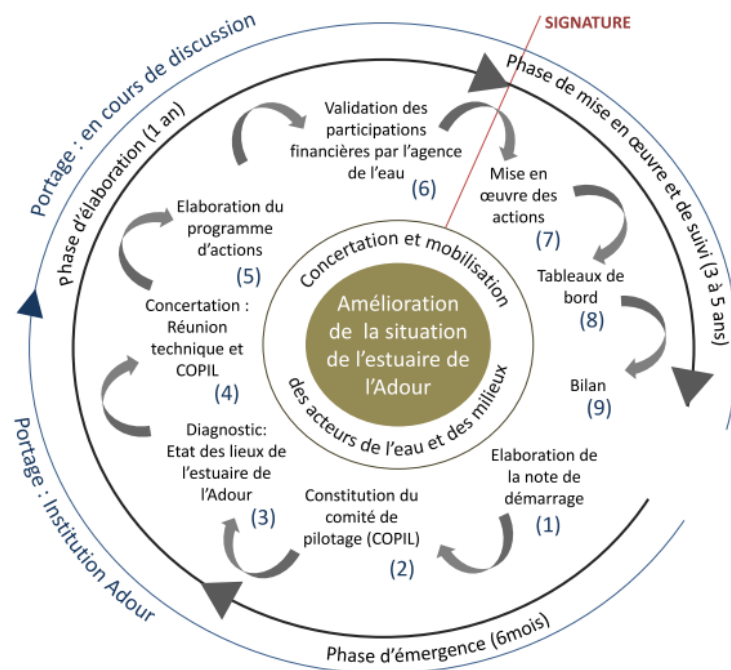 SIGNATURE
Portage : en cours de discussion
Phase de mise en œuvre et de suivi (3 à 5 ans)
Phase d'élaboration (1 an)
Validation des
participations
financières par l'agence
de l'eau
(6)
Mise en
œuvre des
actions
(7)
Elaboration du
programme
d'actions
(5)
Concertation et mobilisation
des acteurs de l'eau et des milieux
Tableaux de
bord
(8)
Amélioration
de la situation
de l'estuaire de
l'Adour
Concertation :
Réunion
technique et
COPIL
(4)
Bilan
(9)
Diagnostic:
Etat des lieux de
l'estuaire de
l'Adour
(3)
Elaboration de
la note de
démarrage
(1)
Constitution du
comité de
pilotage (COPIL)
(2)
Portage : Institution Adour
Phase d'émergence (6mois)